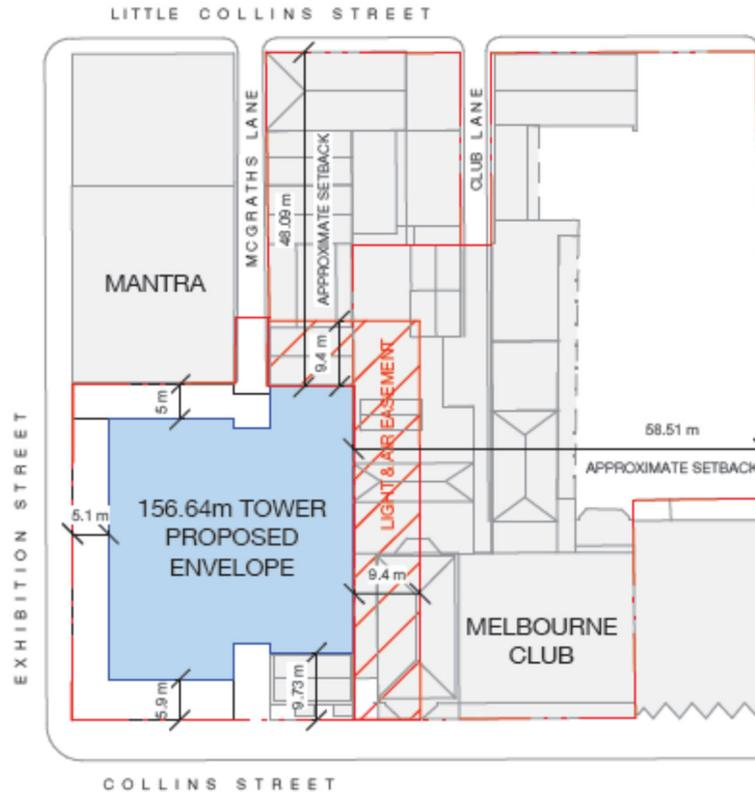 LITTLE COLLINS STREET
MCGRATHS LANE
48.09 m
APPROXIMATE SETBACK
CLUB LANE
MANTRA
9.4 m
LIGHT & AIR EASEMENT
5 m
58.51 m
APPROXIMATE SETBACK
EXHIBITION STREET
5.1 m
156.64m TOWER
PROPOSED
ENVELOPE
9.4 m
MELBOURNE
CLUB
5.9 m
9.73 m
COLLINS STREET